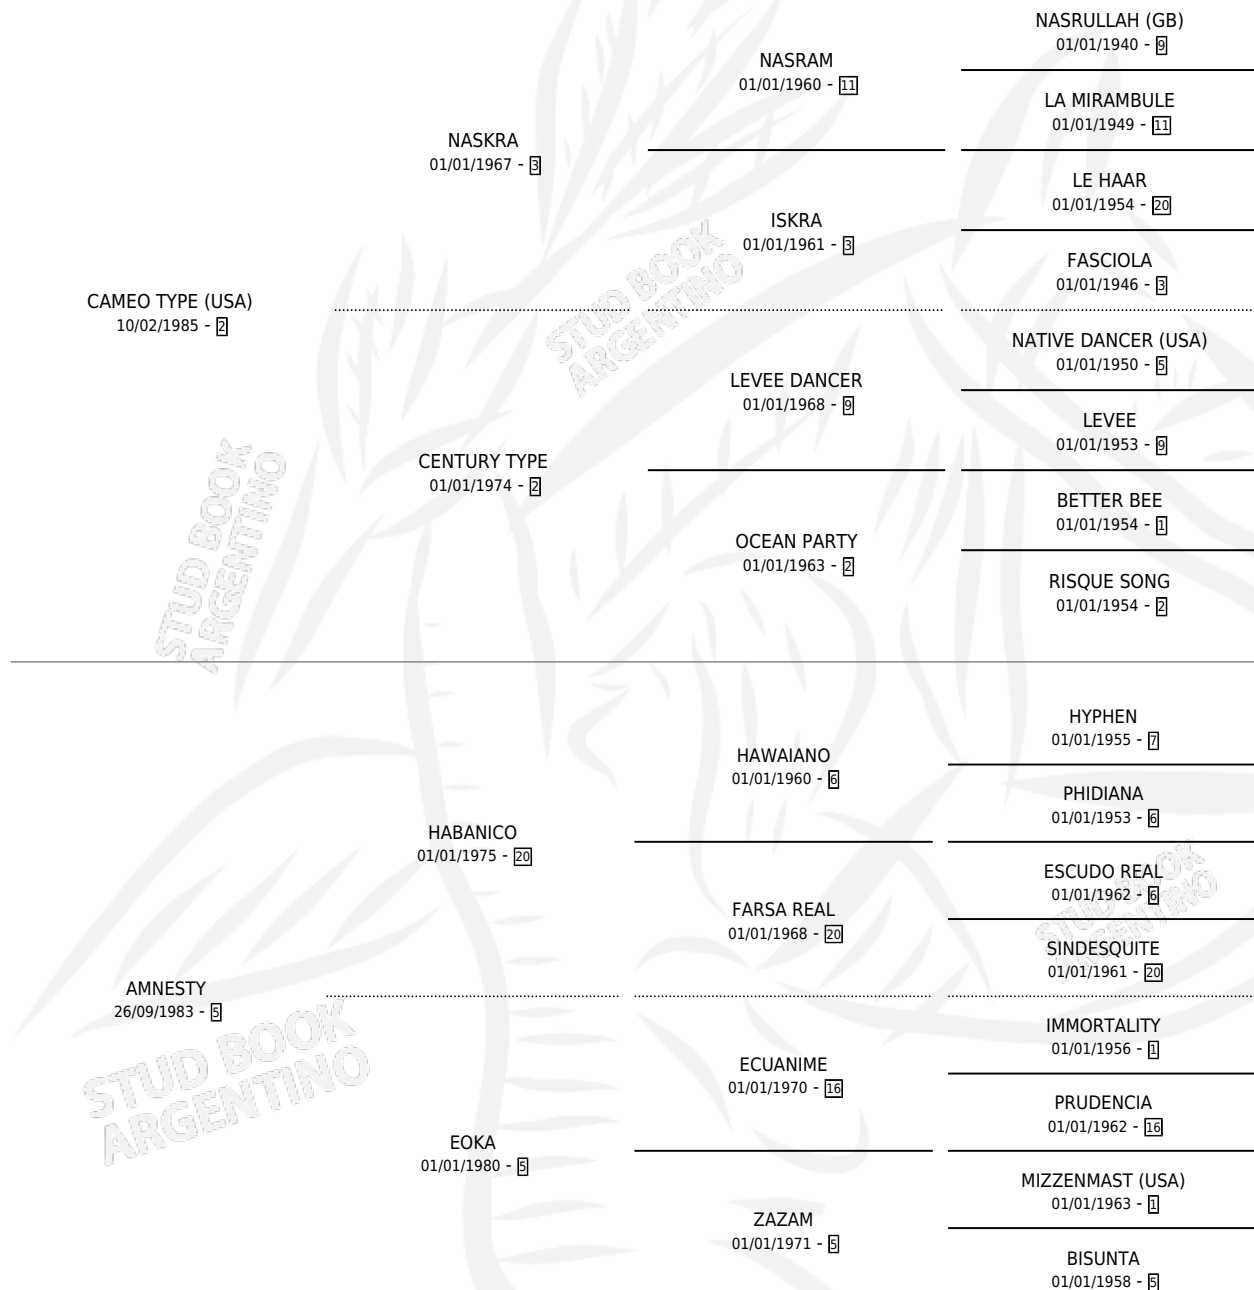 NASRULLAH (GB)
01/01/1940 - 9
NASRAM
01/01/1960 - 11
LA MIRAMBULE
01/01/1949 - 11
NASKRA
01/01/1967 - 3
LE HAAR
01/01/1954 - 20
ISKRA
01/01/1961 - 3
FASCIOLA
01/01/1946 - 3
CAMEO TYPE (USA)
10/02/1985 - 2
NATIVE DANCER (USA)
01/01/1950 - 5
LEVEE DANCER
01/01/1968 - 9
LEVEE
01/01/1953 - 9
CENTURY TYPE
01/01/1974 - 2
BETTER BEE
01/01/1954 - 1
OCEAN PARTY
01/01/1963 - 2
RISQUE SONG
01/01/1954 - 2
STUD BOOK
ARGENTINO
STUD BOOK
ARGENTINO
HYPHEN
01/01/1955 - 7
HAWAIANO
01/01/1960 - 6
PHIDIANA
01/01/1953 - 6
HABANICO
01/01/1975 - 20
ESCUDO REAL
01/01/1962 - 6
FARSA REAL
01/01/1968 - 20
SINDESQUITE
01/01/1961 - 20
AMNESTY
26/09/1983 - 5
IMMORTALITY
01/01/1956 - 1
ECUANIME
01/01/1970 - 16
PRUDENCIA
01/01/1962 - 16
EOKA
01/01/1980 - 5
MIZZENMAST (USA)
01/01/1963 - 1
ZAZAM
01/01/1971 - 5
BISUNTA
01/01/1958 - 5
STUD BOOK
ARGENTINO
STUD BOOK
ARGENTINO